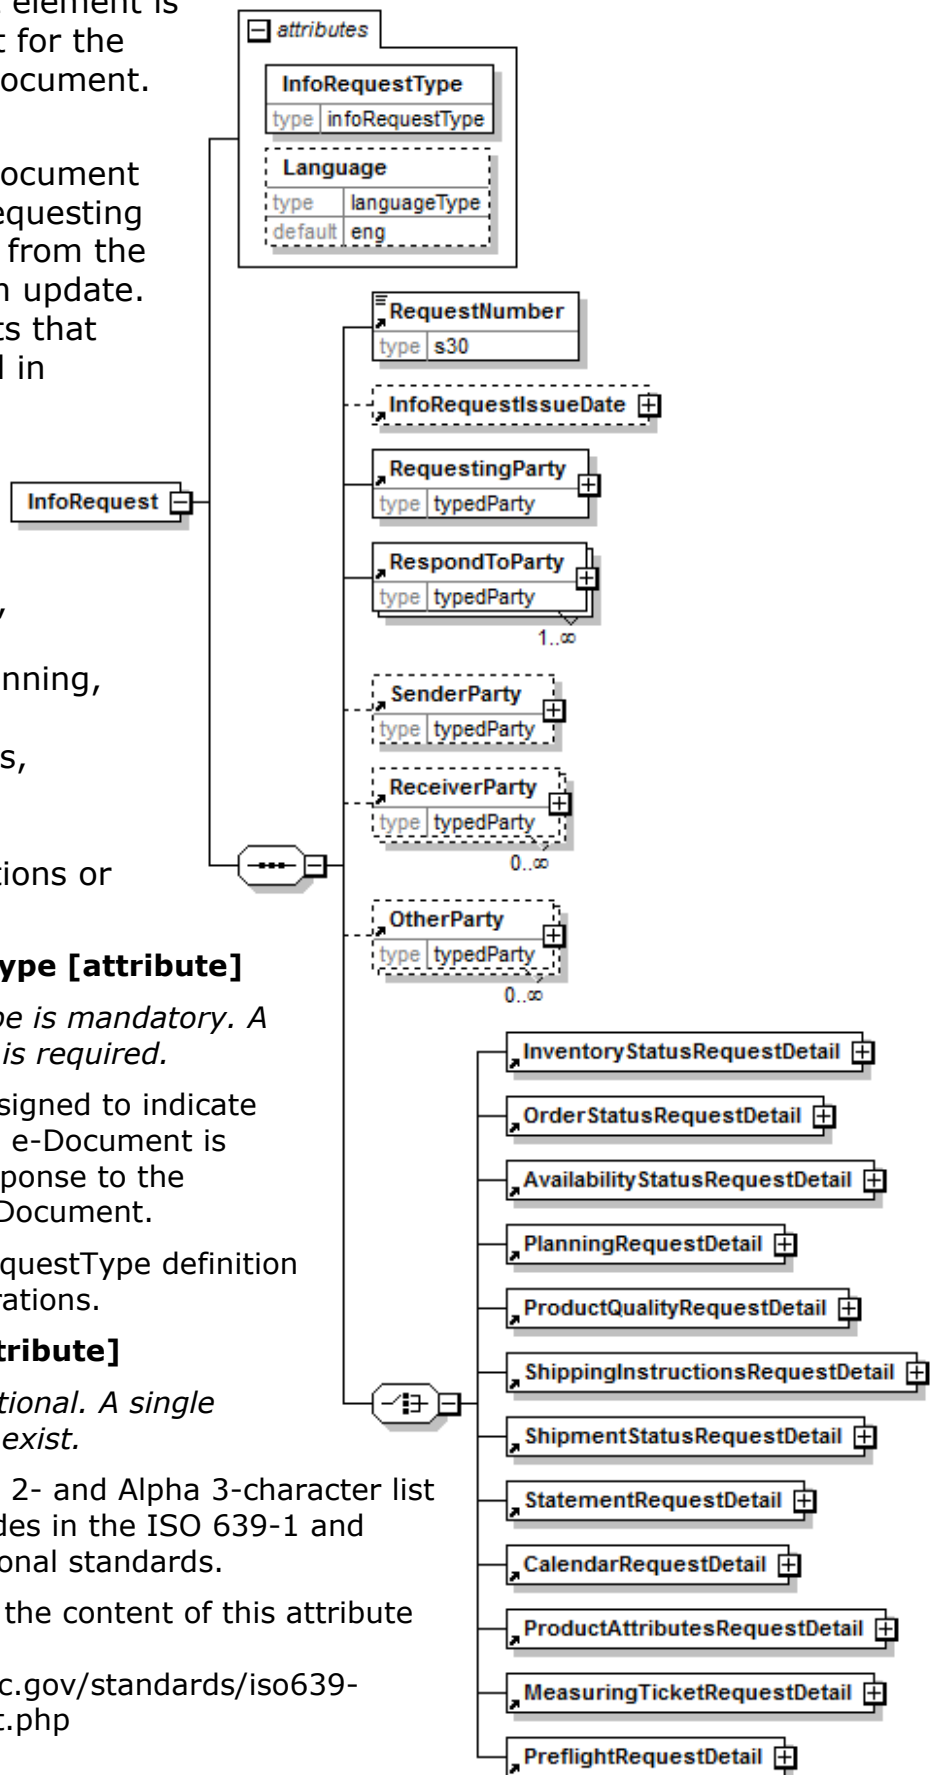 element is
t for the
ocument.
ocument
equesting
from the
n update.
ts that
l in
,
nning,
s,
tions or
ype [attribute]
pe is mandatory. A
is required.
signed to indicate
e-Document is
ponse to the
Document.
questType definition
rations.
tribute]
tional. A single
exist.
2- and Alpha 3-character list
des in the ISO 639-1 and
onal standards.
the content of this attribute
c.gov/standards/iso639-
t.php
attributes
InfoRequestType
type infoRequestType
Language
type languageType
default eng
InfoRequest
RequestNumber
type s30
InfoRequestIssueDate
RequestingParty
type typedParty
RespondToParty
type typedParty
1..∞
SenderParty
type typedParty
ReceiverParty
type typedParty
0..∞
OtherParty
type typedParty
0..∞
InventoryStatusRequestDetail
OrderStatusRequestDetail
AvailabilityStatusRequestDetail
PlanningRequestDetail
ProductQualityRequestDetail
ShippingInstructionsRequestDetail
ShipmentStatusRequestDetail
StatementRequestDetail
CalendarRequestDetail
ProductAttributesRequestDetail
MeasuringTicketRequestDetail
PreflightRequestDetail